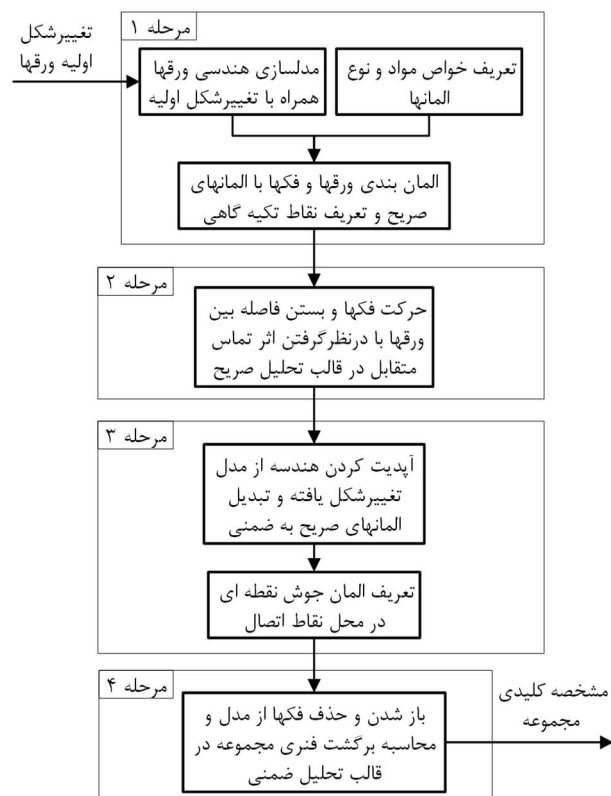 مرحله ۱
تغییرشکل
اولیه ورقها
مدلسازی هندسی ورقها
همراه با تغییرشکل اولیه
تعریف خواص مواد و نوع
المانها
المان بندی ورقها و فکها با المانهای
صریح و تعریف نقاط تکیه گاهی
مرحله ۲
حرکت فکها و بستن فاصله بین
ورقها با درنظرگرفتن اثر تماس
متقابل در قالب تحلیل صریح
مرحله ۳
آپدیت کردن هندسه از مدل
تغییرشکل یافته و تبدیل
المانهای صریح به ضمنی
تعریف المان جوش نقطه ای
در محل نقاط اتصال
مرحله ۴
باز شدن و حذف فکها از مدل و
محاسبه برگشت فنری مجموعه در
قالب تحلیل ضمنی
مشخصه کلیدی
مجموعه